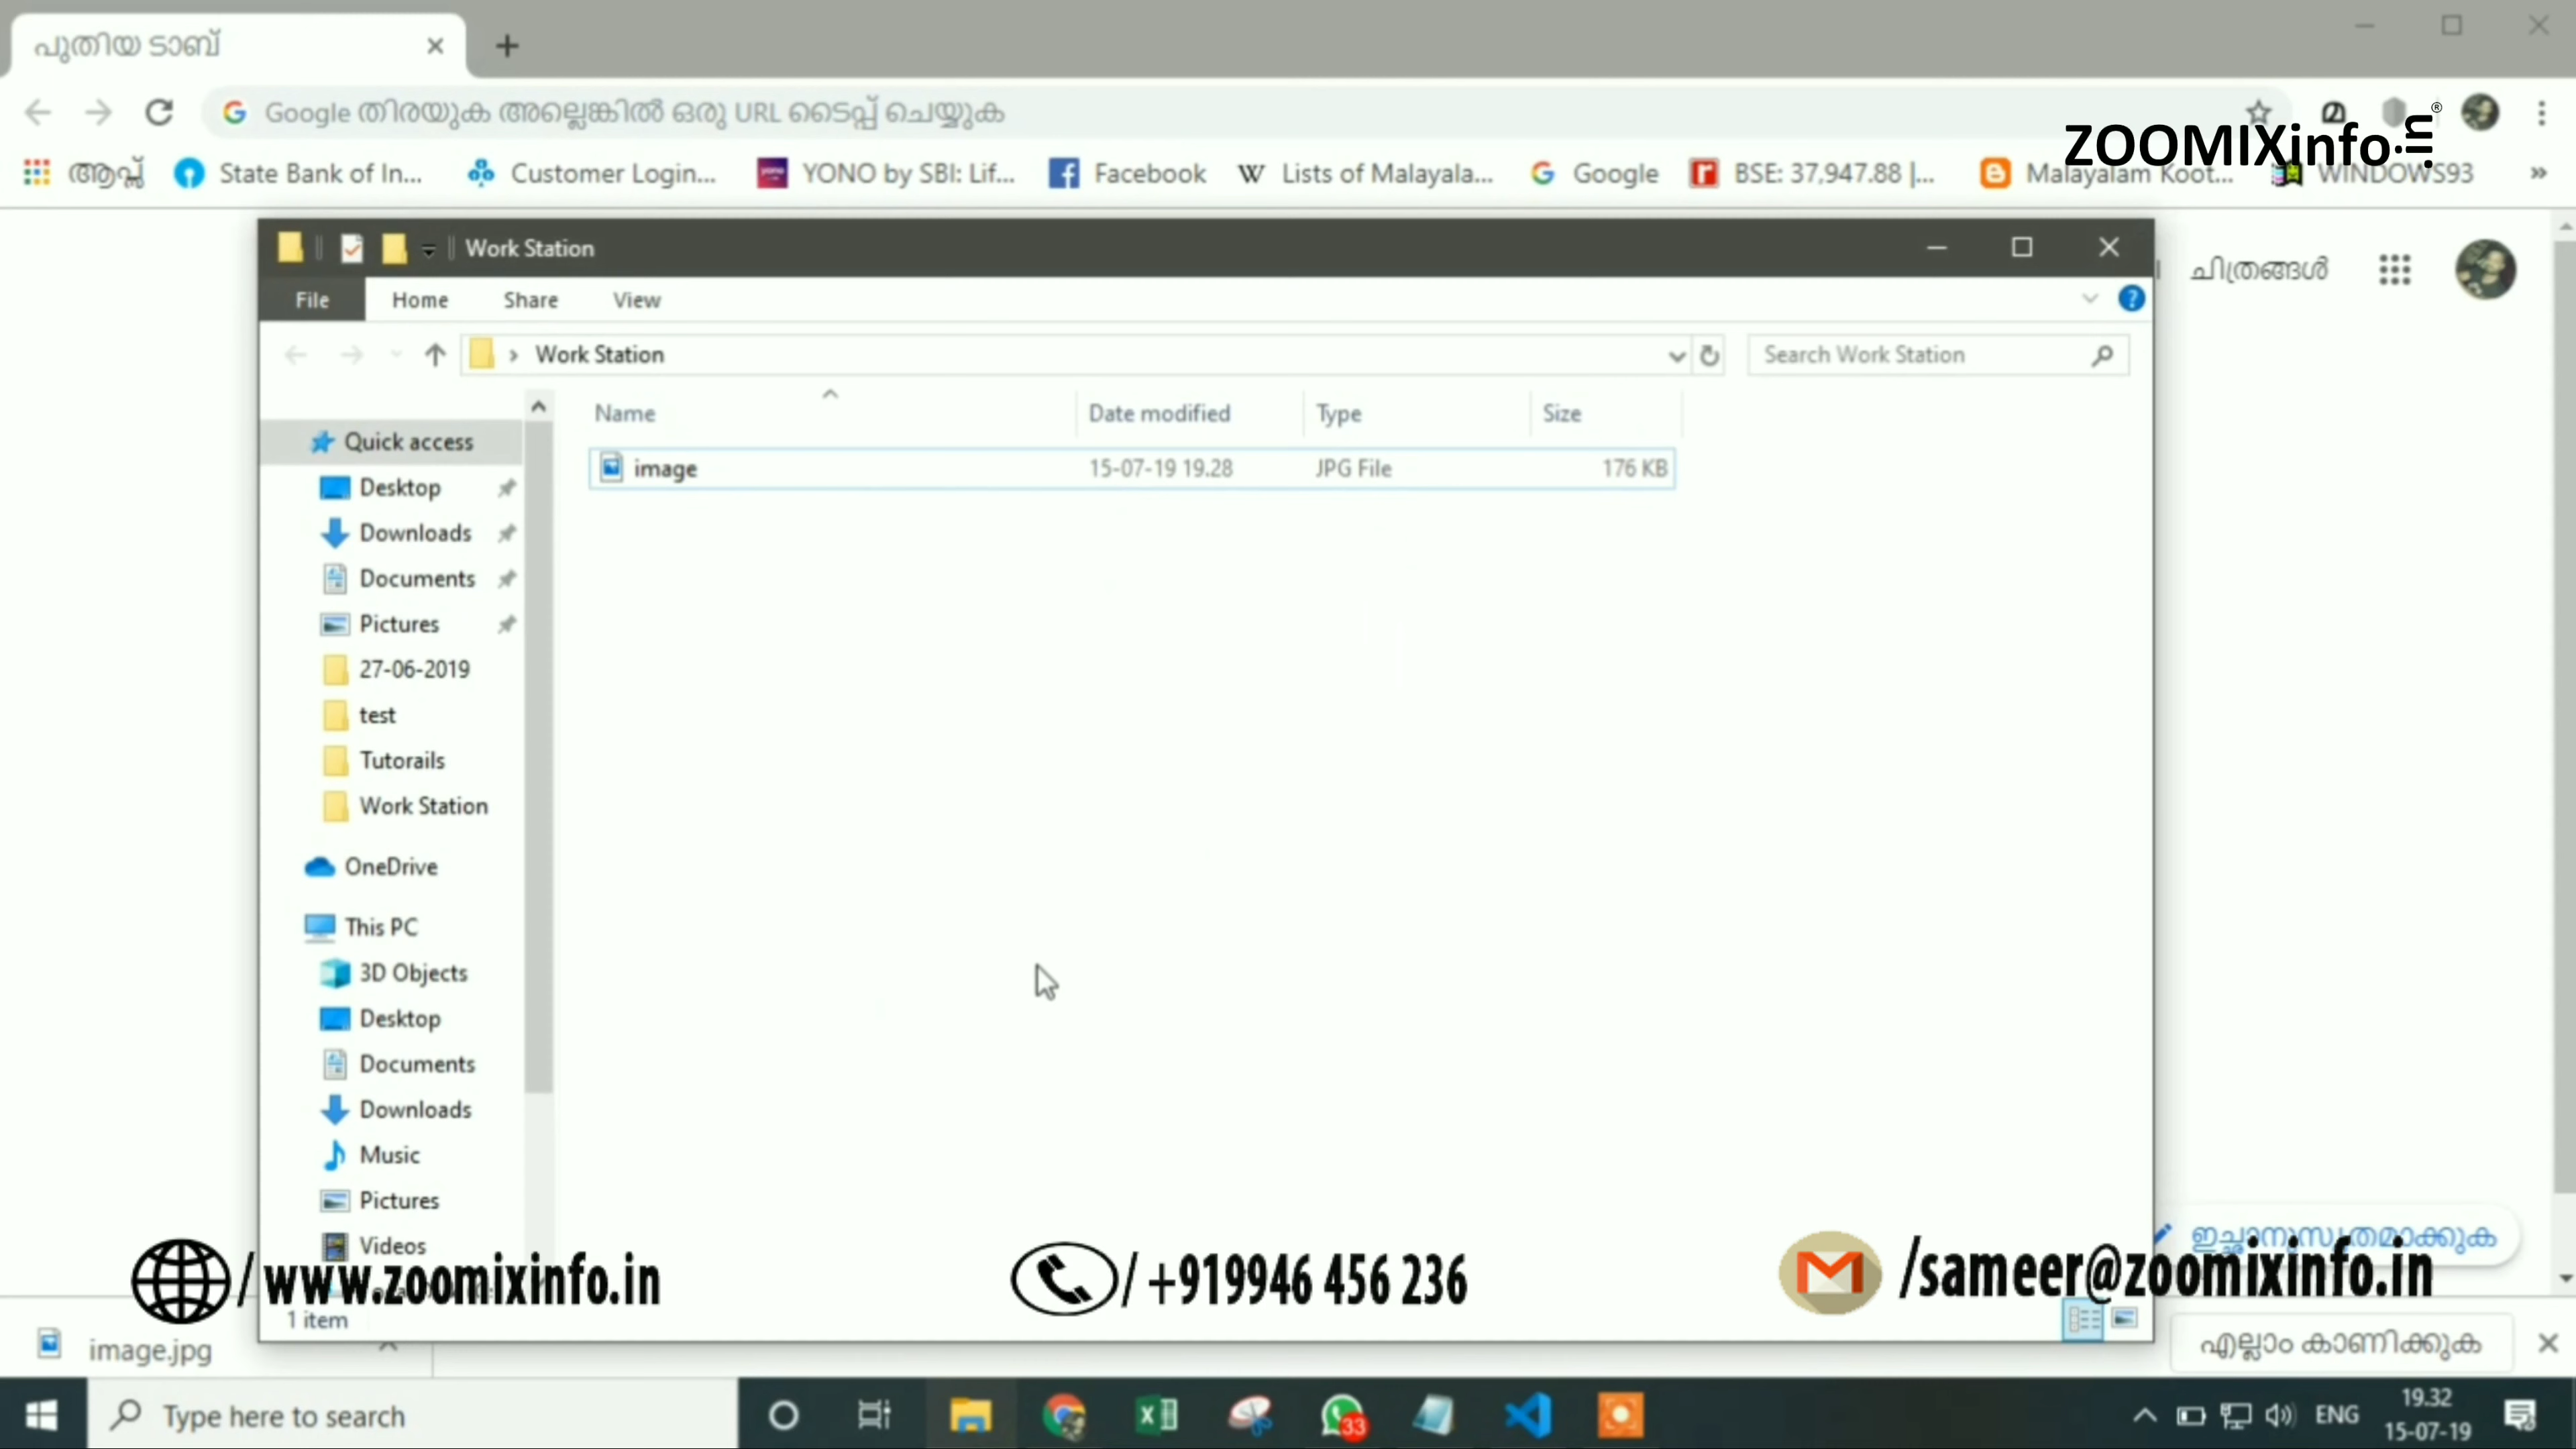 പുതിയ ടാബ്
Google തിരയുക അല്ലെങ്കിൽ ഒരു URL ടൈപ്പ് ചെയ്യുക
ZOOMIXinfo.in®
ആപ്പ് State Bank of In... Customer Login... YONO by SBI: Lif... Facebook W Lists of Malayala... Google BSE: 37,947.88 |... Malayalam Koot... WINDOWS93 »
Work Station
ചിത്രങ്ങൾ
File Home Share View
Work Station
Search Work Station
Name Date modified Type Size
image 15-07-19 19.28 JPG File 176 KB
Quick access
Desktop
Downloads
Documents
Pictures
27-06-2019
test
Tutorails
Work Station
OneDrive
This PC
3D Objects
Desktop
Documents
Downloads
Music
Pictures
Videos
ഇച്ഛാനുസൃതമാക്കുക
/ www.zoomixinfo.in / +919946 456 236 /sameer@zoomixinfo.in
1 item
image.jpg
എല്ലാം കാണിക്കുക
Type here to search
33
ENG
19.32
15-07-19